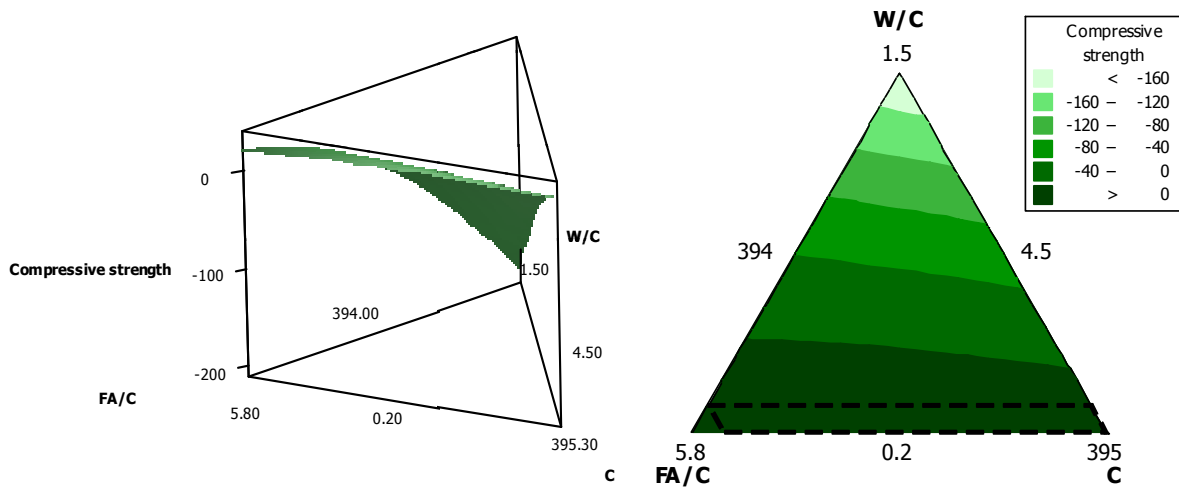 0
-100
-200
Compressive strength
FA/C
5.80
394.00
0.20
W/C
1.50
4.50
395.30
C
W/C
1.5
394
4.5
5.8
0.2
395
FA/C
C
Compressive
strength
< -160
-160 – -120
-120 – -80
-80 – -40
-40 – 0
> 0